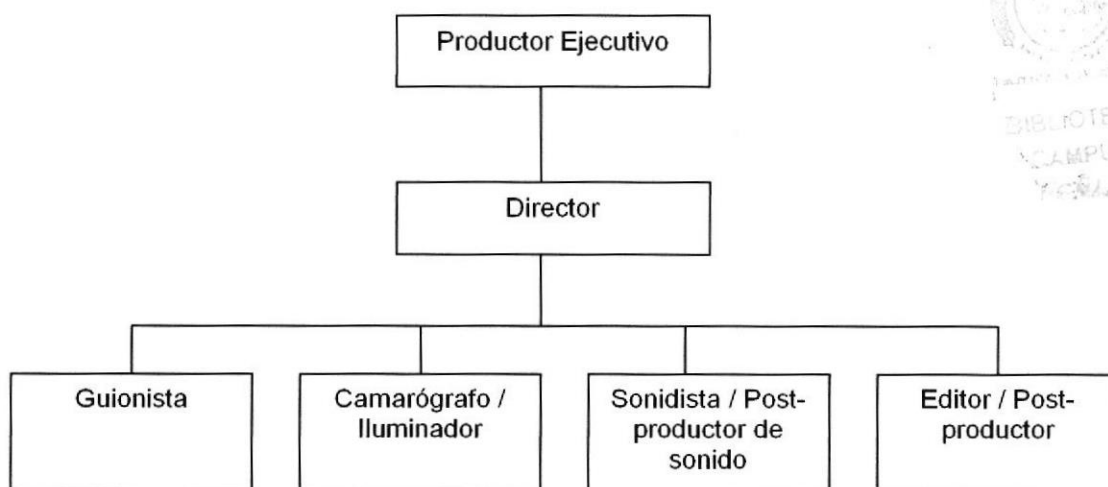 Productor Ejecutivo
Director
Guionista
Camarógrafo /
Iluminador
Sonidista / Post-
productor de
sonido
Editor / Post-
productor